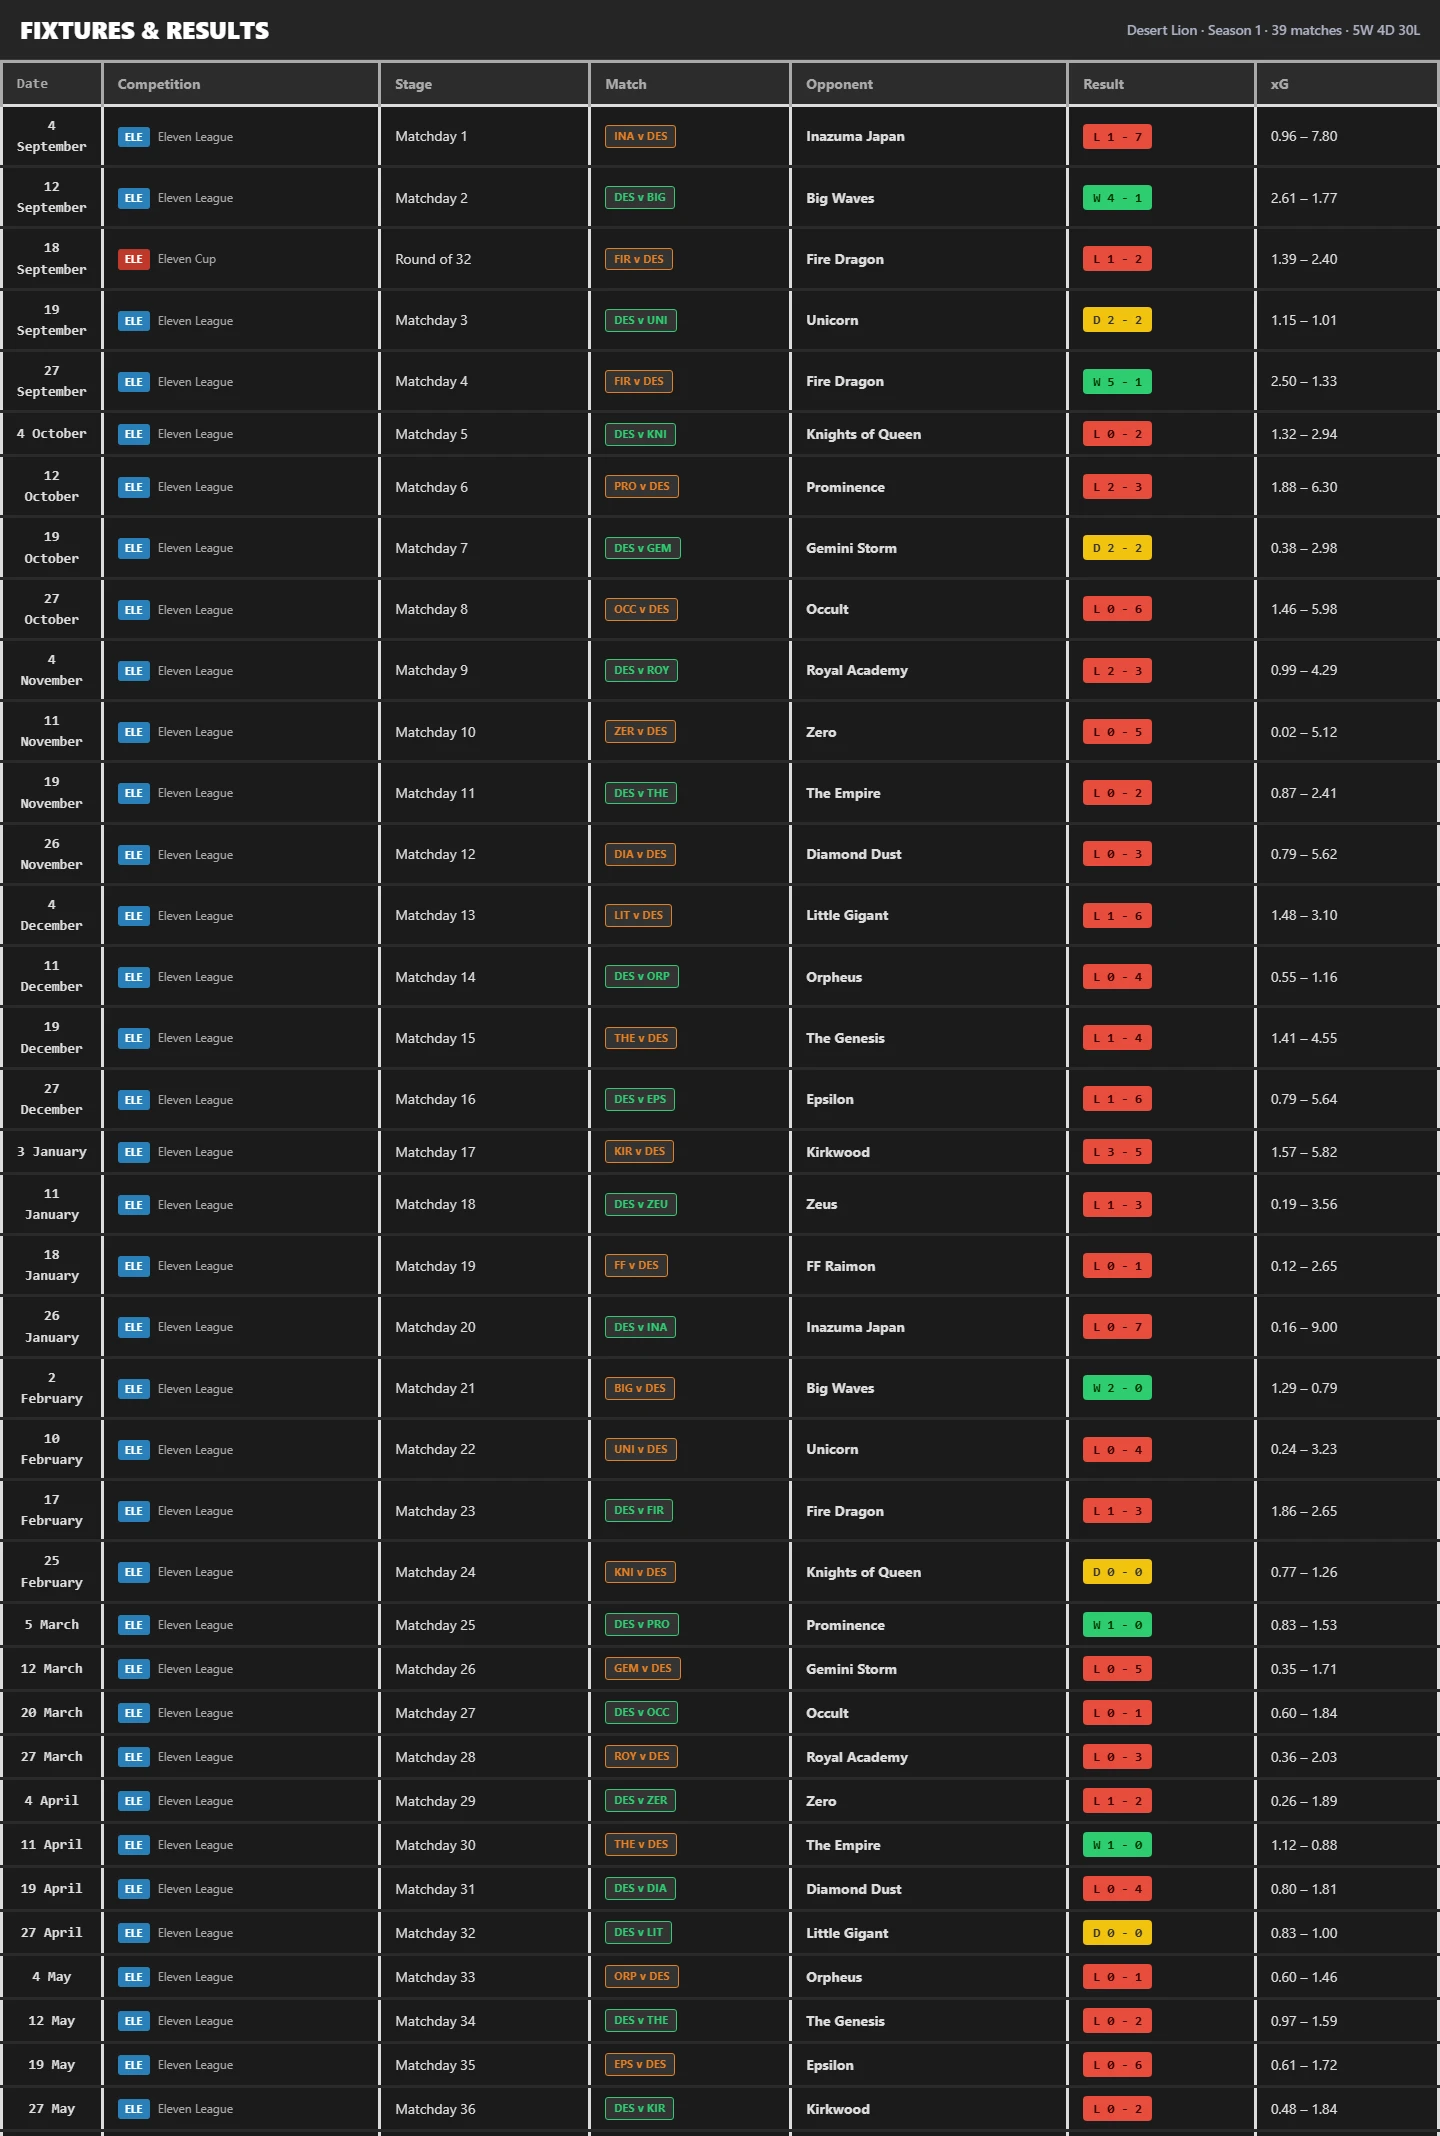 FIXTURES & RESULTS
Desert Lion · Season 1 · 39 matches · 5W 4D 30L
Date Competition Stage Match Opponent Result xG
4 September ELE Eleven League Matchday 1 INA v DES Inazuma Japan L 1 - 7 0.96 – 7.80
12 September ELE Eleven League Matchday 2 DES v BIG Big Waves W 4 - 1 2.61 – 1.77
18 September ELE Eleven Cup Round of 32 FIR v DES Fire Dragon L 1 - 2 1.39 – 2.40
19 September ELE Eleven League Matchday 3 DES v UNI Unicorn D 2 - 2 1.15 – 1.01
27 September ELE Eleven League Matchday 4 FIR v DES Fire Dragon W 5 - 1 2.50 – 1.33
4 October ELE Eleven League Matchday 5 DES v KNI Knights of Queen L 0 - 2 1.32 – 2.94
12 October ELE Eleven League Matchday 6 PRO v DES Prominence L 2 - 3 1.88 – 6.30
19 October ELE Eleven League Matchday 7 DES v GEM Gemini Storm D 2 - 2 0.38 – 2.98
27 October ELE Eleven League Matchday 8 OCC v DES Occult L 0 - 6 1.46 – 5.98
4 November ELE Eleven League Matchday 9 DES v ROY Royal Academy L 2 - 3 0.99 – 4.29
11 November ELE Eleven League Matchday 10 ZER v DES Zero L 0 - 5 0.02 – 5.12
19 November ELE Eleven League Matchday 11 DES v THE The Empire L 0 - 2 0.87 – 2.41
26 November ELE Eleven League Matchday 12 DIA v DES Diamond Dust L 0 - 3 0.79 – 5.62
4 December ELE Eleven League Matchday 13 LIT v DES Little Gigant L 1 - 6 1.48 – 3.10
11 December ELE Eleven League Matchday 14 DES v ORP Orpheus L 0 - 4 0.55 – 1.16
19 December ELE Eleven League Matchday 15 THE v DES The Genesis L 1 - 4 1.41 – 4.55
27 December ELE Eleven League Matchday 16 DES v EPS Epsilon L 1 - 6 0.79 – 5.64
3 January ELE Eleven League Matchday 17 KIR v DES Kirkwood L 3 - 5 1.57 – 5.82
11 January ELE Eleven League Matchday 18 DES v ZEU Zeus L 1 - 3 0.19 – 3.56
18 January ELE Eleven League Matchday 19 FF v DES FF Raimon L 0 - 1 0.12 – 2.65
26 January ELE Eleven League Matchday 20 DES v INA Inazuma Japan L 0 - 7 0.16 – 9.00
2 February ELE Eleven League Matchday 21 BIG v DES Big Waves W 2 - 0 1.29 – 0.79
10 February ELE Eleven League Matchday 22 UNI v DES Unicorn L 0 - 4 0.24 – 3.23
17 February ELE Eleven League Matchday 23 DES v FIR Fire Dragon L 1 - 3 1.86 – 2.65
25 February ELE Eleven League Matchday 24 KNI v DES Knights of Queen D 0 - 0 0.77 – 1.26
5 March ELE Eleven League Matchday 25 DES v PRO Prominence W 1 - 0 0.83 – 1.53
12 March ELE Eleven League Matchday 26 GEM v DES Gemini Storm L 0 - 5 0.35 – 1.71
20 March ELE Eleven League Matchday 27 DES v OCC Occult L 0 - 1 0.60 – 1.84
27 March ELE Eleven League Matchday 28 ROY v DES Royal Academy L 0 - 3 0.36 – 2.03
4 April ELE Eleven League Matchday 29 DES v ZER Zero L 1 - 2 0.26 – 1.89
11 April ELE Eleven League Matchday 30 THE v DES The Empire W 1 - 0 1.12 – 0.88
19 April ELE Eleven League Matchday 31 DES v DIA Diamond Dust L 0 - 4 0.80 – 1.81
27 April ELE Eleven League Matchday 32 DES v LIT Little Gigant D 0 - 0 0.83 – 1.00
4 May ELE Eleven League Matchday 33 ORP v DES Orpheus L 0 - 1 0.60 – 1.46
12 May ELE Eleven League Matchday 34 DES v THE The Genesis L 0 - 2 0.97 – 1.59
19 May ELE Eleven League Matchday 35 EPS v DES Epsilon L 0 - 6 0.61 – 1.72
27 May ELE Eleven League Matchday 36 DES v KIR Kirkwood L 0 - 2 0.48 – 1.84